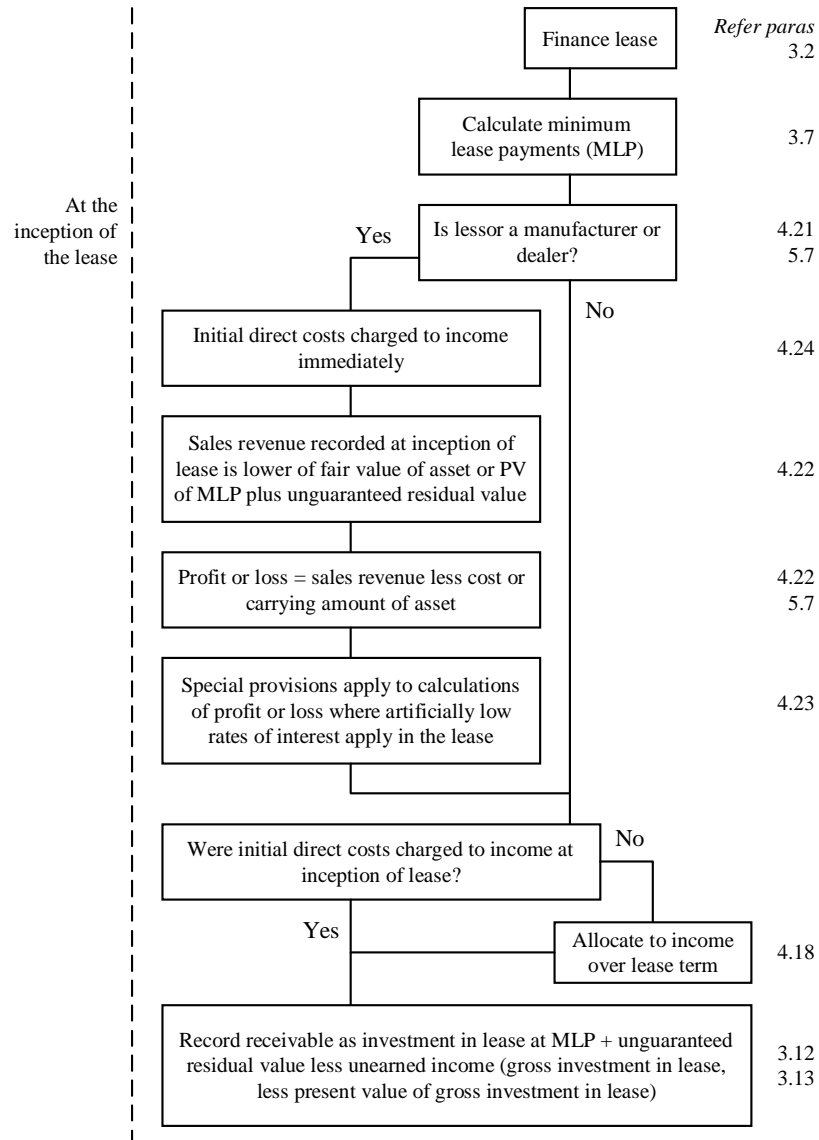 Finance lease
Refer paras
3.2
Calculate minimum
lease payments (MLP)
3.7
At the
inception of
the lease
Yes
Is lessor a manufacturer or
dealer?
4.21
5.7
No
Initial direct costs charged to income
immediately
4.24
Sales revenue recorded at inception of
lease is lower of fair value of asset or PV
of MLP plus unguaranteed residual value
4.22
Profit or loss = sales revenue less cost or
carrying amount of asset
4.22
5.7
Special provisions apply to calculations
of profit or loss where artificially low
rates of interest apply in the lease
4.23
Were initial direct costs charged to income at
inception of lease?
No
Yes
Allocate to income
over lease term
4.18
Record receivable as investment in lease at MLP + unguaranteed
residual value less unearned income (gross investment in lease,
less present value of gross investment in lease)
3.12
3.13